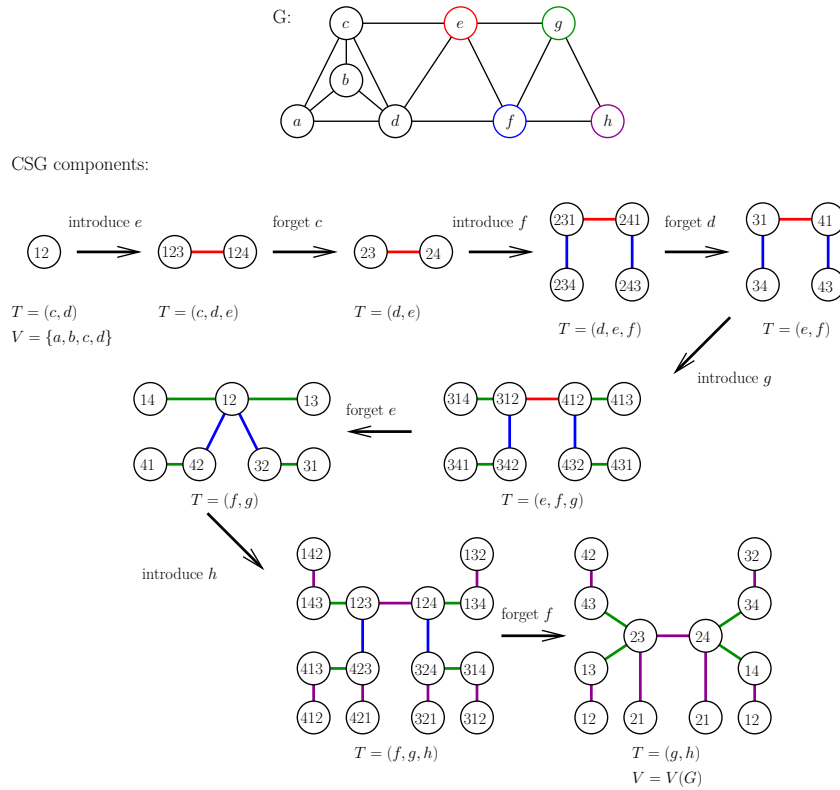 G:
c e g
b
a d f h
CSG components:
introduce e forget c introduce f forget d
231 241 31 41
12 123 124 23 24
234 243 34 43
T = (c, d) T = (c, d, e) T = (d, e) T = (d, e, f) T = (e, f)
V = {a, b, c, d}
introduce g
14 12 13 forget e 314 312 412 413
41 42 32 31 341 342 432 431
T = (f, g) T = (e, f, g)
introduce h
142 132 42 32
143 123 124 134 forget f 43 34
23 24
413 423 324 314 13 14
412 421 321 312 12 21 21 12
T = (f, g, h) T = (g, h)
V = V(G)